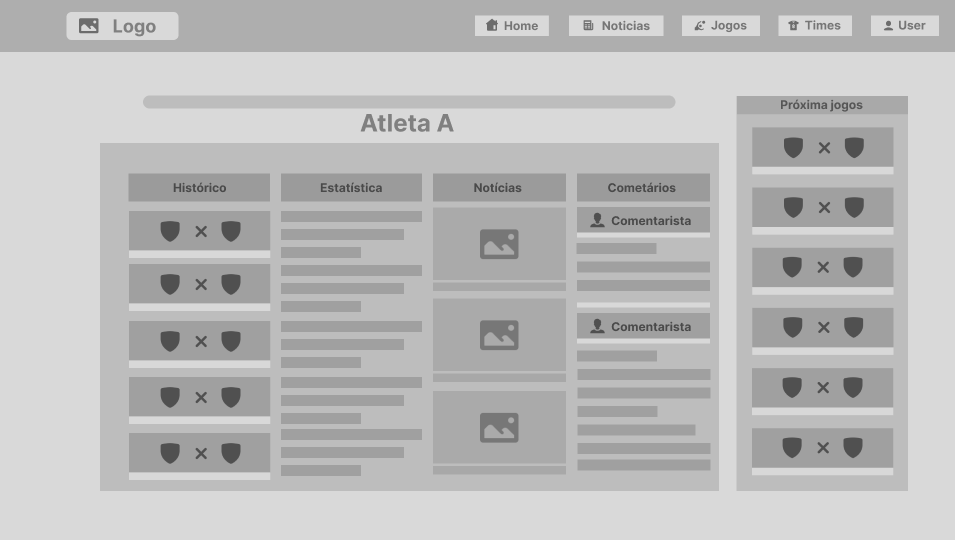 Logo
Home
Noticias
Jogos
Times
User
Atleta A
Próxima jogos
Histórico
Estatística
Notícias
Cometários
Comentarista
Comentarista